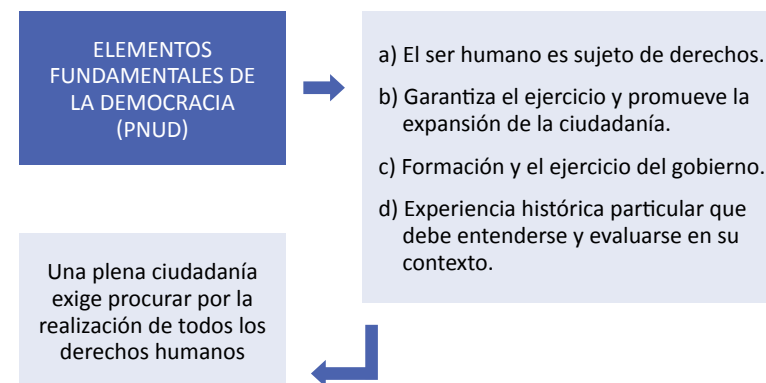 ELEMENTOS
FUNDAMENTALES DE
LA DEMOCRACIA
(PNUD)
a) El ser humano es sujeto de derechos.
b) Garantiza el ejercicio y promueve la
expansión de la ciudadanía.
c) Formación y el ejercicio del gobierno.
d) Experiencia histórica particular que
debe entenderse y evaluarse en su
contexto.
Una plena ciudadanía
exige procurar por la
realización de todos los
derechos humanos